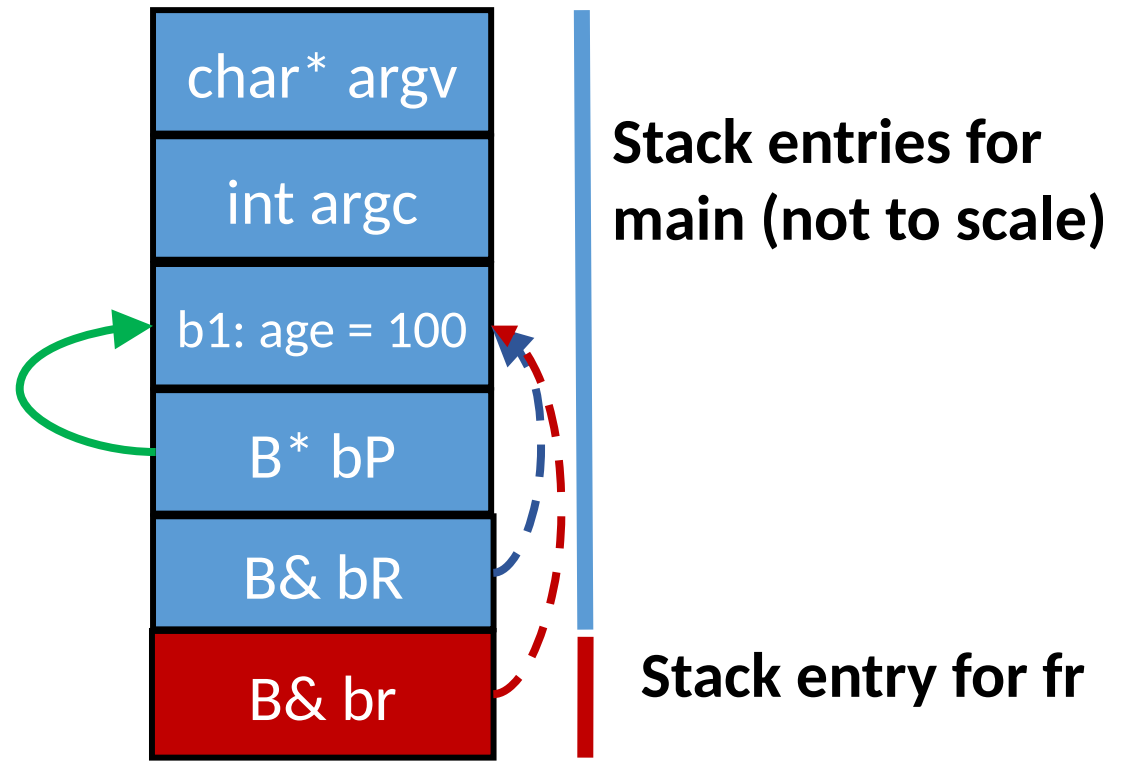 char* argv
int argc
b1: age = 100
B* bP
B& bR
B& br
Stack entries for
main (not to scale)
Stack entry for fr